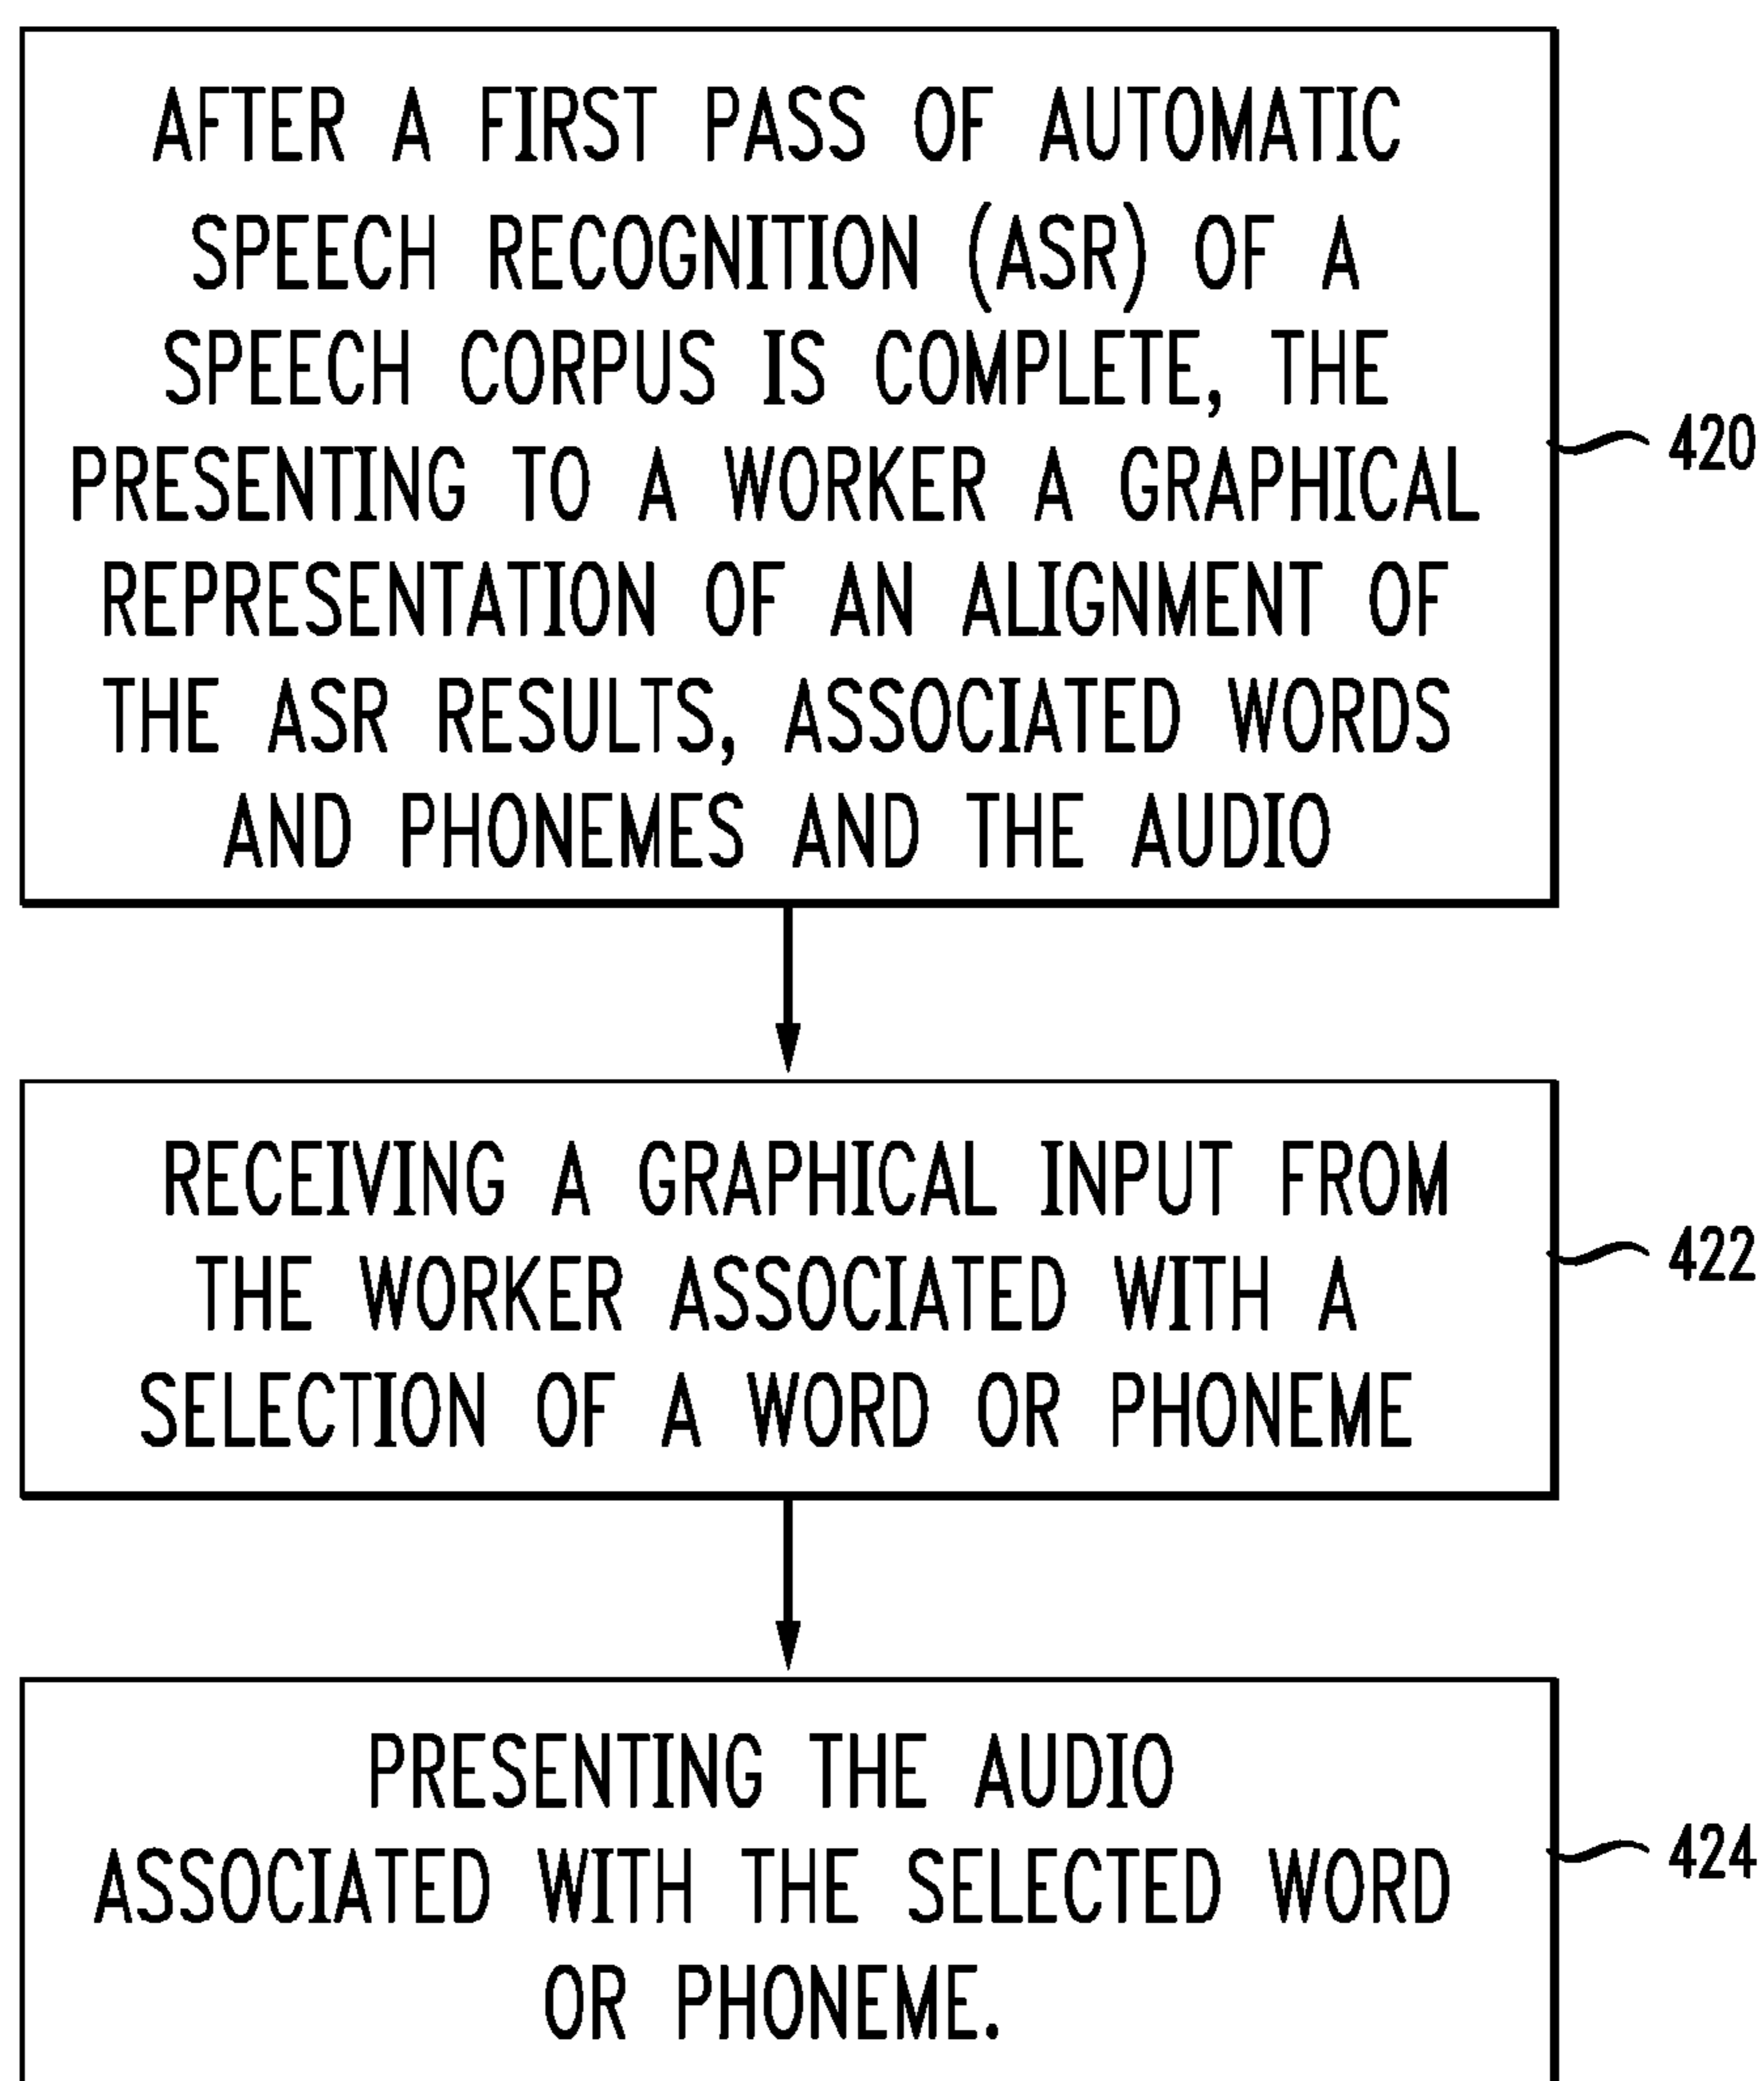 AFTER A FIRST PASS OF AUTOMATIC
SPEECH RECOGNITION (ASR) OF A
SPEECH CORPUS IS COMPLETE, THE
PRESENTING TO A WORKER A GRAPHICAL
REPRESENTATION OF AN ALIGNMENT OF
THE ASR RESULTS, ASSOCIATED WORDS
AND PHONEMES AND THE AUDIO
420
RECEIVING A GRAPHICAL INPUT FROM
THE WORKER ASSOCIATED WITH A
SELECTION OF A WORD OR PHONEME
422
PRESENTING THE AUDIO
ASSOCIATED WITH THE SELECTED WORD
OR PHONEME.
424